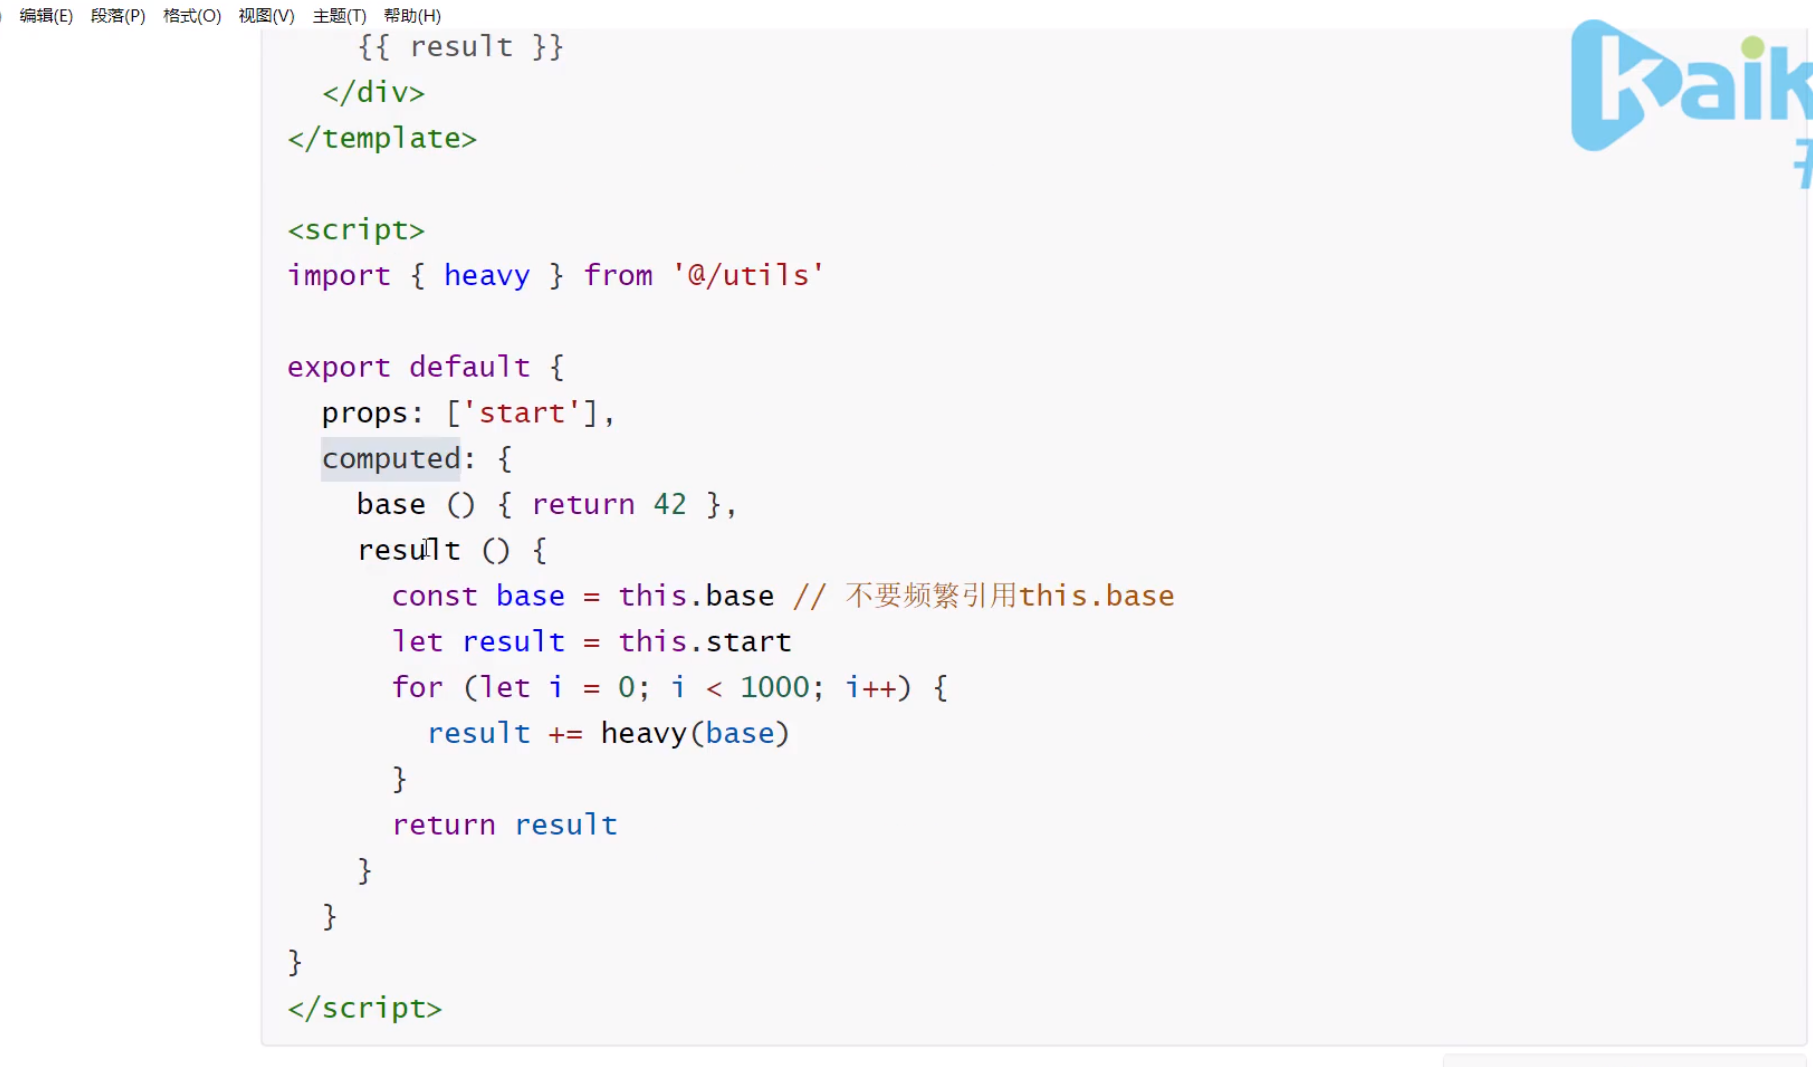 编辑(E) 段落(P) 格式(O) 视图(V) 主题(T) 帮助(H)
{{ result }}
</div>
</template>
<script>
import { heavy } from '@/utils'
export default {
props: ['start'],
computed: {
base () { return 42 },
result () {
const base = this.base // 不要频繁引用this.base
let result = this.start
for (let i = 0; i < 1000; i++) {
result += heavy(base)
}
return result
}
}
}
</script>
kaik